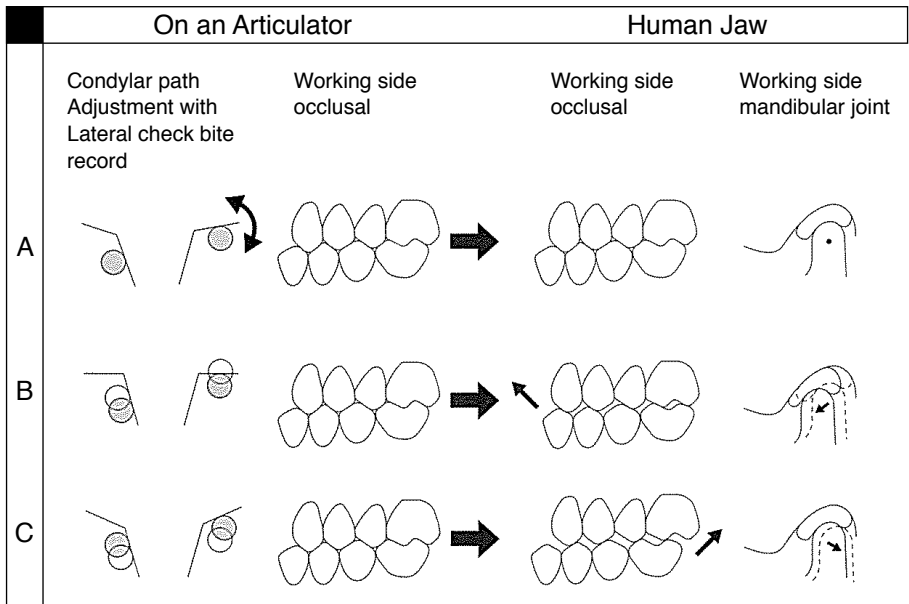 On an Articulator
Human Jaw
Condylar path
Adjustment with
Lateral check bite
record
Working side
occlusal
Working side
occlusal
Working side
mandibular joint
A
B
C